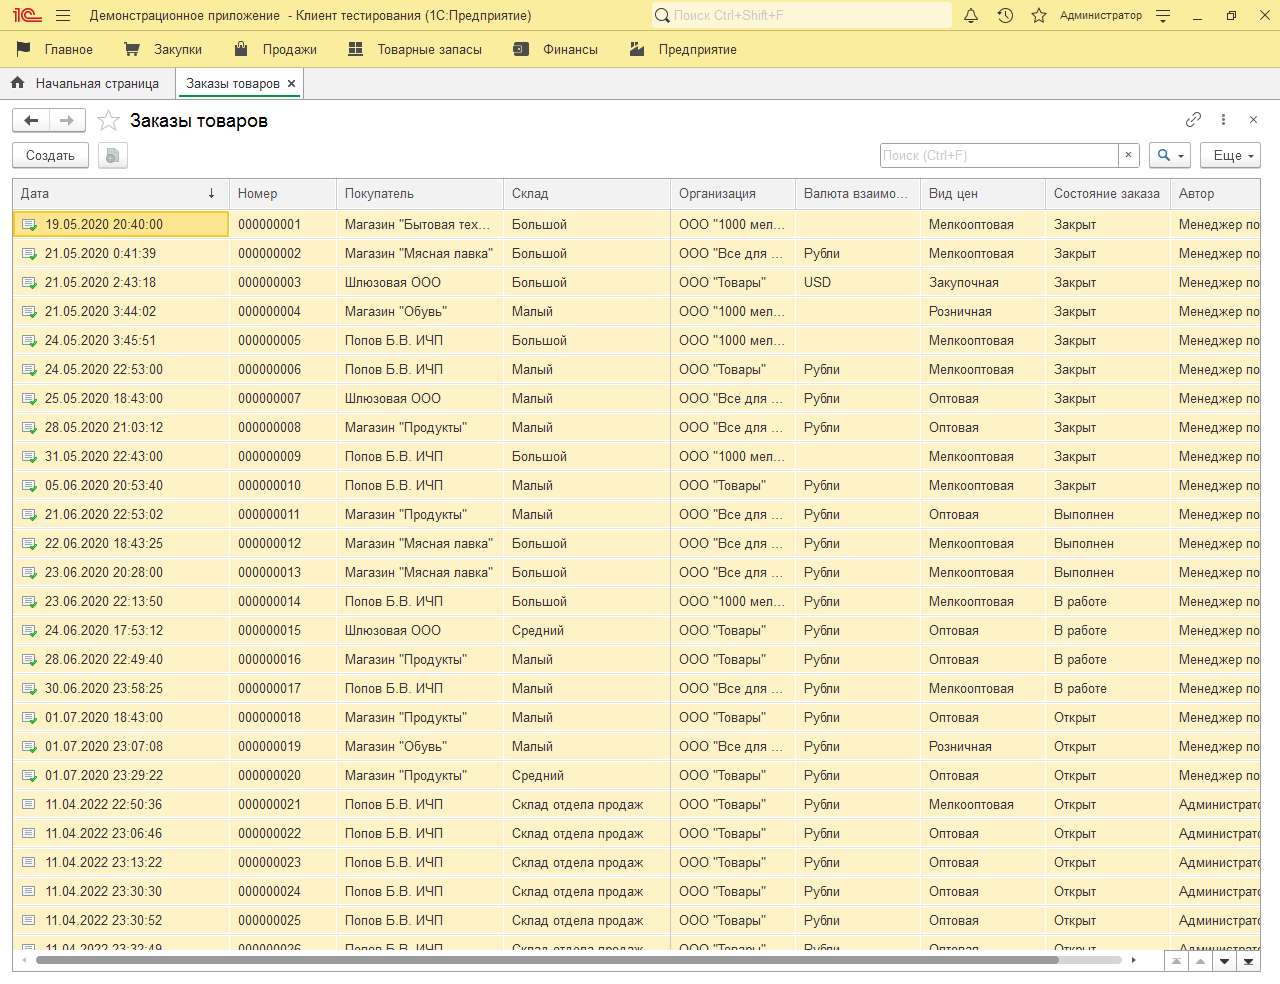 1С Демонстрационное приложение - Клиент тестирования (1С:Предприятие) Поиск Ctrl+Shift+F Администратор
Главное Закупки Продажи Товарные запасы Финансы Предприятие
Начальная страница Заказы товаров
Заказы товаров
Создать Поиск (Ctrl+F) Еще
Дата Номер Покупатель Склад Организация Валюта взаимо... Вид цен Состояние заказа Автор
19.05.2020 20:40:00 000000001 Магазин "Бытовая тех... Большой ООО "1000 мел... Мелкооптовая Закрыт Менеджер по
21.05.2020 0:41:39 000000002 Магазин "Мясная лавка" Большой ООО "Все для ... Рубли Мелкооптовая Закрыт Менеджер по
21.05.2020 2:43:18 000000003 Шлюзовая ООО Большой ООО "Товары" USD Закупочная Закрыт Менеджер по
21.05.2020 3:44:02 000000004 Магазин "Обувь" Малый ООО "1000 мел... Розничная Закрыт Менеджер по
24.05.2020 3:45:51 000000005 Попов Б.В. ИЧП Большой ООО "1000 мел... Мелкооптовая Закрыт Менеджер по
24.05.2020 22:53:00 000000006 Попов Б.В. ИЧП Малый ООО "Товары" Рубли Мелкооптовая Закрыт Менеджер по
25.05.2020 18:43:00 000000007 Шлюзовая ООО Малый ООО "Все для ... Рубли Оптовая Закрыт Менеджер по
28.05.2020 21:03:12 000000008 Магазин "Продукты" Малый ООО "Все для ... Рубли Оптовая Закрыт Менеджер по
31.05.2020 22:43:00 000000009 Попов Б.В. ИЧП Большой ООО "1000 мел... Мелкооптовая Закрыт Менеджер по
05.06.2020 20:53:40 000000010 Попов Б.В. ИЧП Малый ООО "Товары" Рубли Мелкооптовая Закрыт Менеджер по
21.06.2020 22:53:02 000000011 Магазин "Продукты" Малый ООО "Все для ... Рубли Оптовая Выполнен Менеджер по
22.06.2020 18:43:25 000000012 Магазин "Мясная лавка" Большой ООО "Все для ... Рубли Мелкооптовая Выполнен Менеджер по
23.06.2020 20:28:00 000000013 Магазин "Мясная лавка" Большой ООО "Все для ... Рубли Мелкооптовая Выполнен Менеджер по
23.06.2020 22:13:50 000000014 Попов Б.В. ИЧП Большой ООО "1000 мел... Рубли Мелкооптовая В работе Менеджер по
24.06.2020 17:53:12 000000015 Шлюзовая ООО Средний ООО "Товары" Рубли Оптовая В работе Менеджер по
28.06.2020 22:49:40 000000016 Магазин "Продукты" Малый ООО "Товары" Рубли Оптовая В работе Менеджер по
30.06.2020 23:58:25 000000017 Попов Б.В. ИЧП Малый ООО "Все для ... Рубли Мелкооптовая В работе Менеджер по
01.07.2020 18:43:00 000000018 Магазин "Продукты" Малый ООО "Товары" Рубли Оптовая Открыт Менеджер по
01.07.2020 23:07:08 000000019 Магазин "Обувь" Малый ООО "Все для ... Рубли Розничная Открыт Менеджер по
01.07.2020 23:29:22 000000020 Магазин "Продукты" Средний ООО "Товары" Рубли Оптовая Открыт Менеджер по
11.04.2022 22:50:36 000000021 Попов Б.В. ИЧП Склад отдела продаж ООО "Товары" Рубли Мелкооптовая Открыт Администрато
11.04.2022 23:06:46 000000022 Попов Б.В. ИЧП Склад отдела продаж ООО "Товары" Рубли Оптовая Открыт Администрато
11.04.2022 23:13:22 000000023 Попов Б.В. ИЧП Склад отдела продаж ООО "Товары" Рубли Оптовая Открыт Администрато
11.04.2022 23:30:30 000000024 Попов Б.В. ИЧП Склад отдела продаж ООО "Товары" Рубли Оптовая Открыт Администрато
11.04.2022 23:30:52 000000025 Попов Б.В. ИЧП Склад отдела продаж ООО "Товары" Рубли Оптовая Открыт Администрато
11.04.2022 23:32:49 000000026 Попов Б.В. ИЧП Склад отдела продаж ООО "Товары" Рубли Оптовая Открыт Администрато